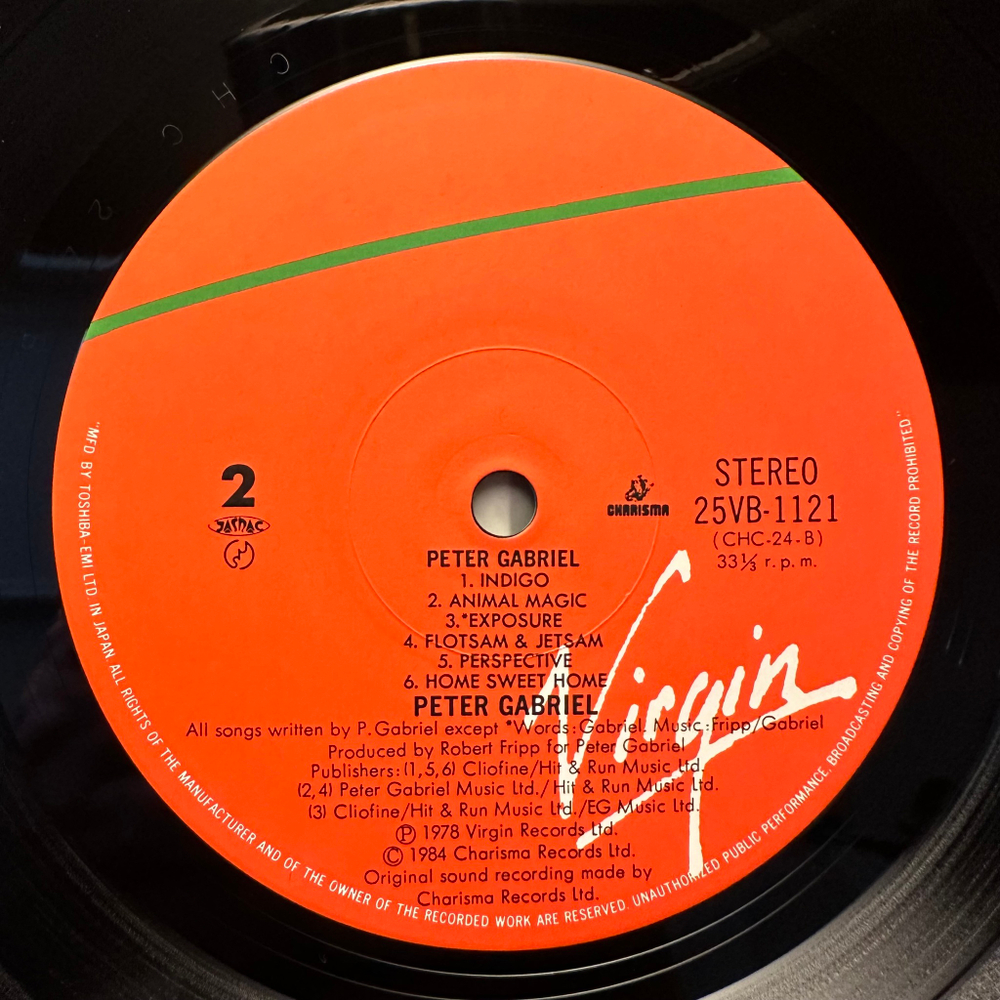 2
JASRAC
CHARISMA
STEREO
25VB-1121
(CHC-24-B)
33⅓ r.p.m.
PETER GABRIEL
1. INDIGO
2. ANIMAL MAGIC
3.*EXPOSURE
4. FLOTSAM & JETSAM
5. PERSPECTIVE
6. HOME SWEET HOME
PETER GABRIEL
Virgin
All songs written by P.Gabriel except *Words:Gabriel. Music:Fripp/Gabriel
Produced by Robert Fripp for Peter Gabriel
Publishers:(1,5,6) Cliofine/Hit & Run Music Ltd.
(2,4) Peter Gabriel Music Ltd./Hit & Run Music Ltd.
(3) Cliofine/Hit & Run Music Ltd./EG Music Ltd.
Ⓟ 1978 Virgin Records Ltd.
© 1984 Charisma Records Ltd.
Original sound recording made by
Charisma Records Ltd.
"MFD BY TOSHIBA-EMI LTD IN JAPAN. ALL RIGHTS OF THE MANUFACTURER AND OF THE OWNER OF THE RECORDED WORK ARE RESERVED. UNAUTHORIZED PUBLIC PERFORMANCE. BROADCASTING AND COPYING OF THE RECORD PROHIBITED"